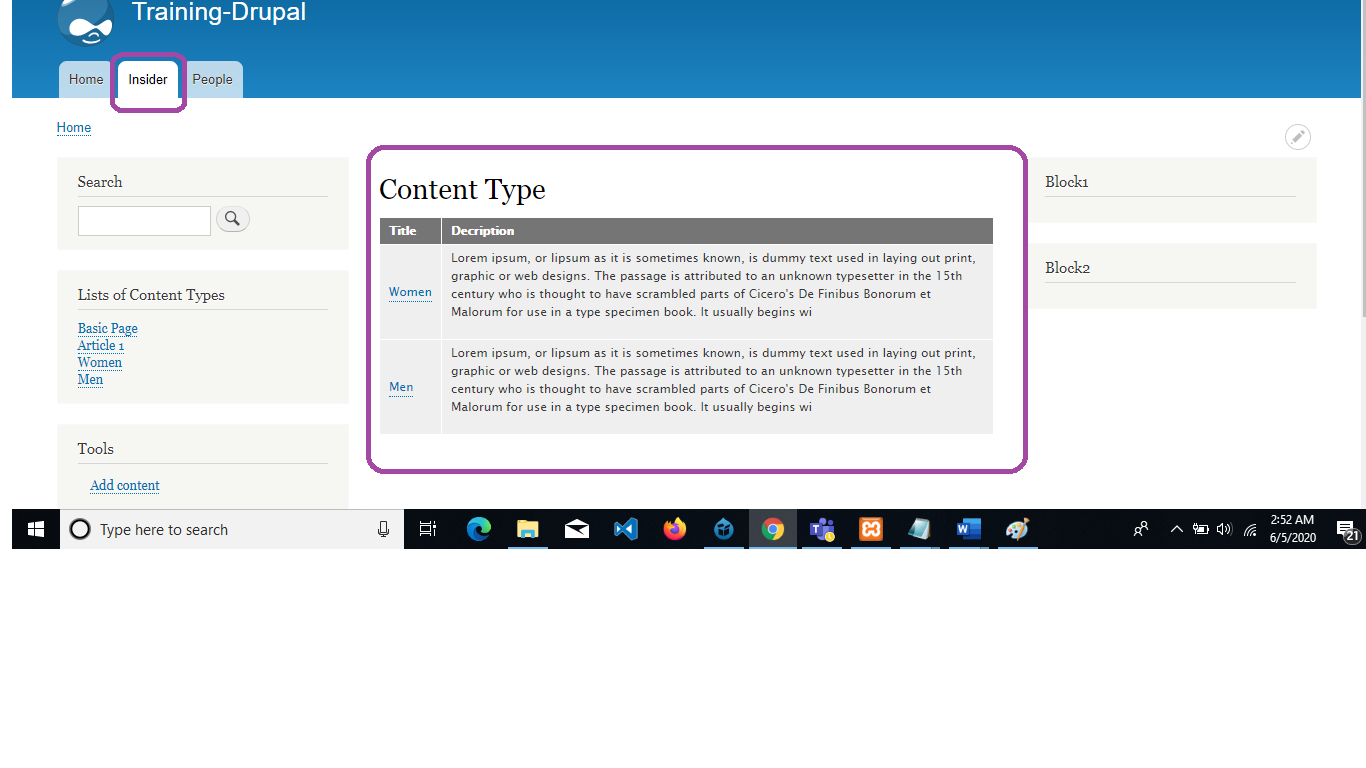 Training-Drupal
Home Insider People
Home
Search
Lists of Content Types
Basic Page
Article 1
Women
Men
Tools
Add content
Content Type
Title Decription
Women
Lorem ipsum, or lipsum as it is sometimes known, is dummy text used in laying out print,
graphic or web designs. The passage is attributed to an unknown typesetter in the 15th
century who is thought to have scrambled parts of Cicero's De Finibus Bonorum et
Malorum for use in a type specimen book. It usually begins wi
Men
Lorem ipsum, or lipsum as it is sometimes known, is dummy text used in laying out print,
graphic or web designs. The passage is attributed to an unknown typesetter in the 15th
century who is thought to have scrambled parts of Cicero's De Finibus Bonorum et
Malorum for use in a type specimen book. It usually begins wi
Block1
Block2
Type here to search
2:52 AM
6/5/2020
21